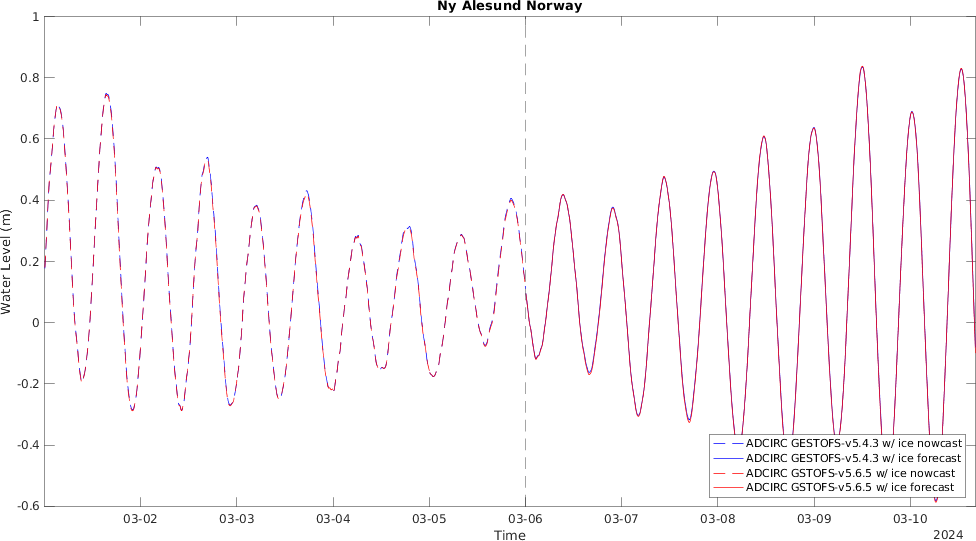 Ny Alesund Norway
Water Level (m)
1
0.8
0.6
0.4
0.2
0
-0.2
-0.4
-0.6
ADCIRC GESTOFS-v5.4.3 w/ ice nowcast
ADCIRC GESTOFS-v5.4.3 w/ ice forecast
ADCIRC GSTOFS-v5.6.5 w/ ice nowcast
ADCIRC GSTOFS-v5.6.5 w/ ice forecast
03-02 03-03 03-04 03-05 03-06 03-07 03-08 03-09 03-10
Time
2024